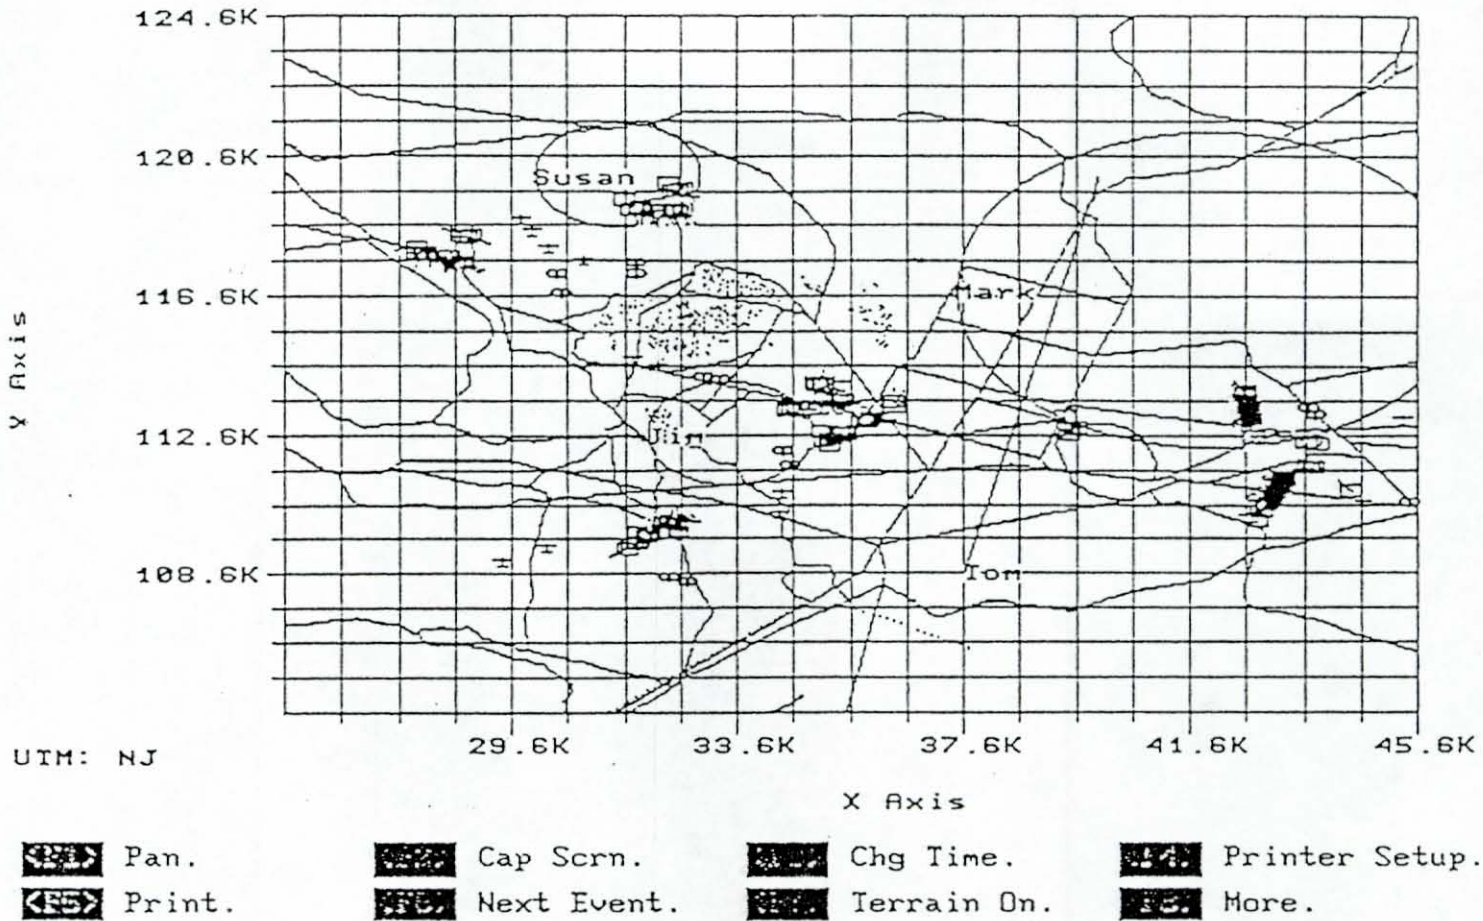 124.6K
120.6K
Susan
116.6K
Mark
Y Axis
112.6K
Jim
108.6K
Tom
29.6K 33.6K 37.6K 41.6K 45.6K
UTM: NJ
X Axis
Pan. Cap Scrn. Chg Time. Printer Setup.
Print. Next Event. Terrain On. More.